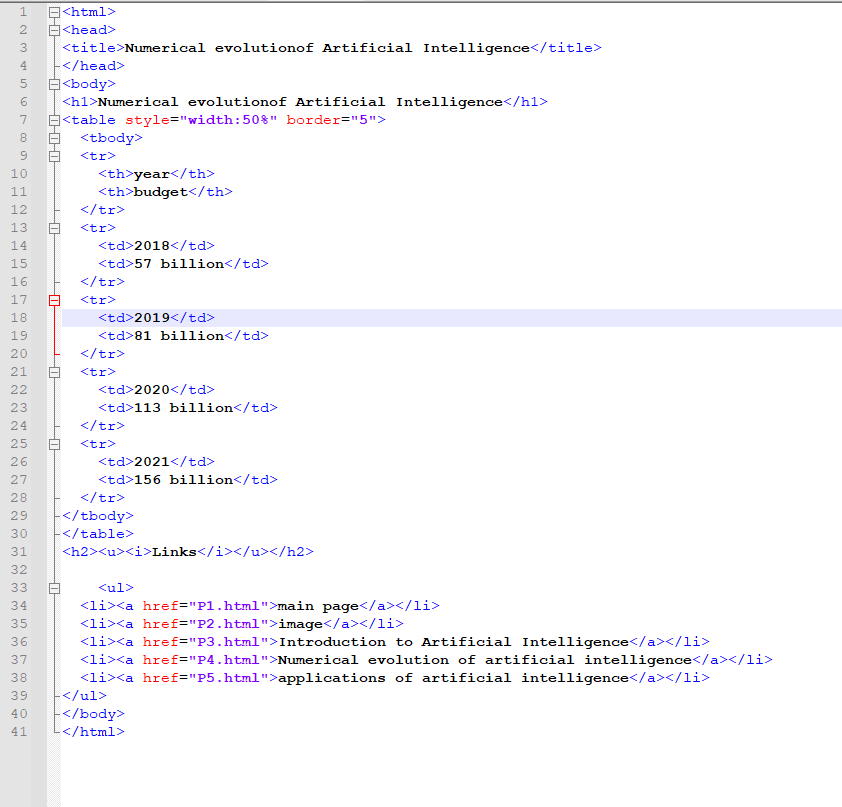 1 <html>
2 <head>
3 <title>Numerical evolutionof Artificial Intelligence</title>
4 </head>
5 <body>
6 <h1>Numerical evolutionof Artificial Intelligence</h1>
7 <table style="width:50%" border="5">
8   <tbody>
9   <tr>
10     <th>year</th>
11     <th>budget</th>
12   </tr>
13   <tr>
14     <td>2018</td>
15     <td>57 billion</td>
16   </tr>
17   <tr>
18     <td>2019</td>
19     <td>81 billion</td>
20   </tr>
21   <tr>
22     <td>2020</td>
23     <td>113 billion</td>
24   </tr>
25   <tr>
26     <td>2021</td>
27     <td>156 billion</td>
28   </tr>
29 </tbody>
30 </table>
31 <h2><u><i>Links</i></u></h2>
32
33     <ul>
34   <li><a href="P1.html">main page</a></li>
35   <li><a href="P2.html">image</a></li>
36   <li><a href="P3.html">Introduction to Artificial Intelligence</a></li>
37   <li><a href="P4.html">Numerical evolution of artificial intelligence</a></li>
38   <li><a href="P5.html">applications of artificial intelligence</a></li>
39 </ul>
40 </body>
41 </html>